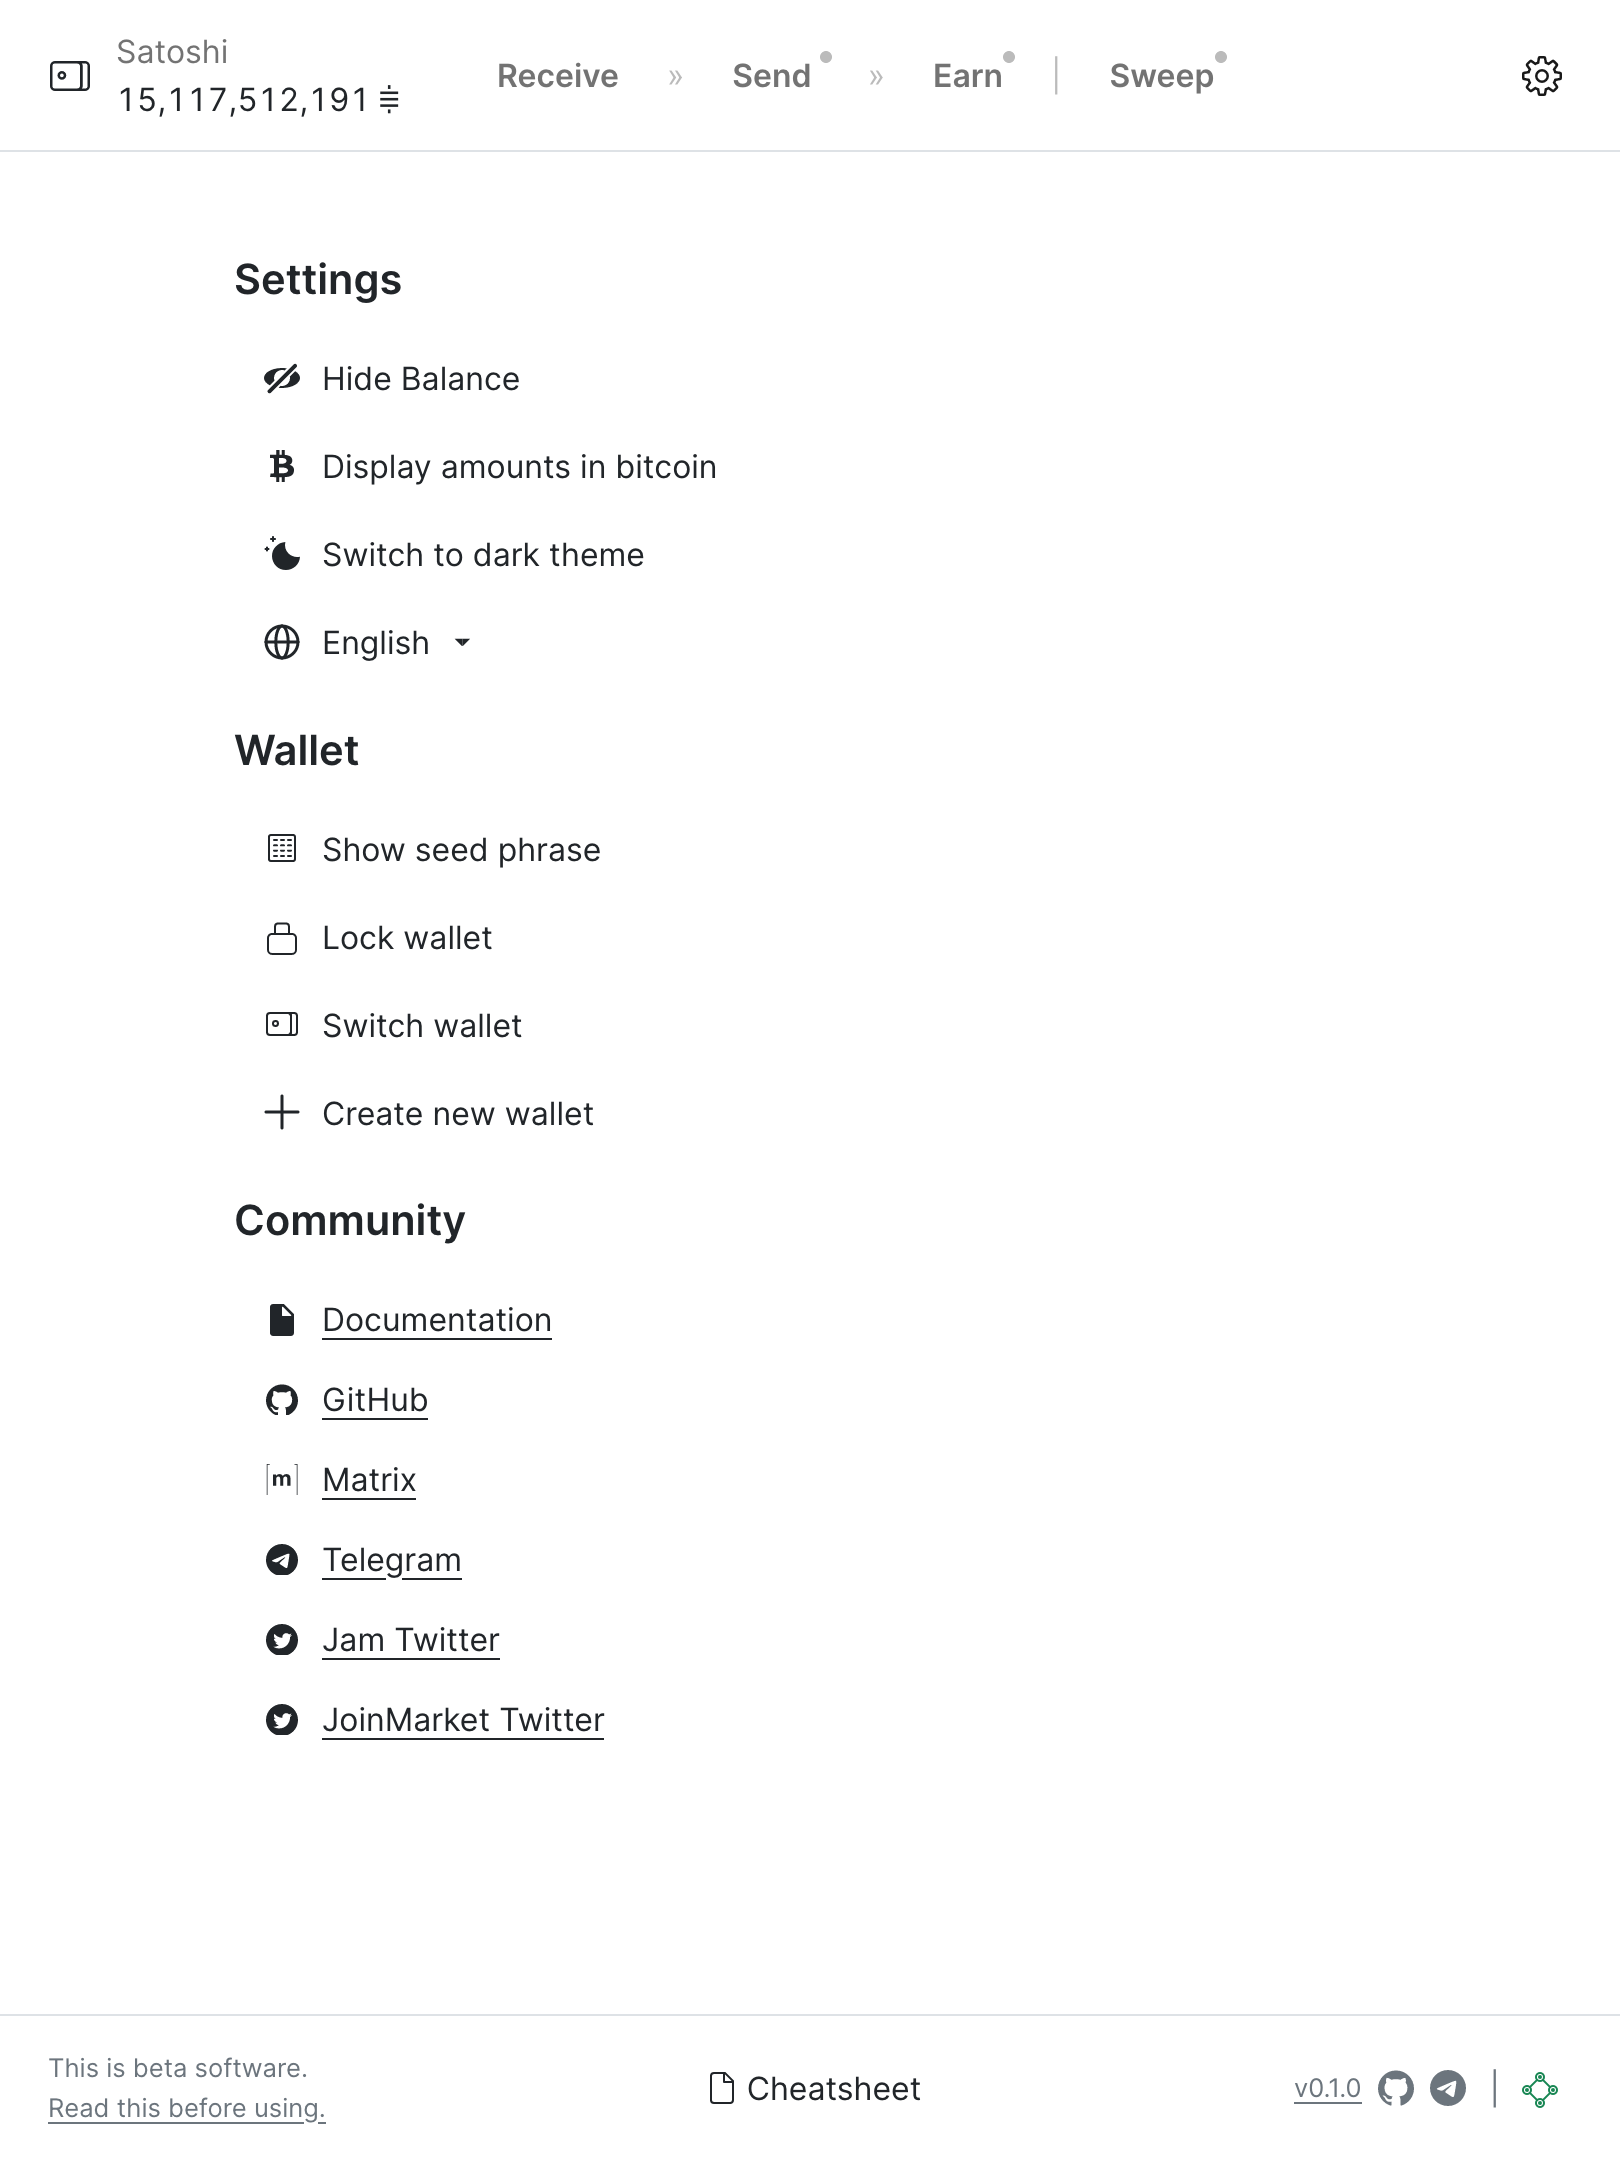 Satoshi
15,117,512,191
Receive » Send » Earn | Sweep
Settings
Hide Balance
Display amounts in bitcoin
Switch to dark theme
English
Wallet
Show seed phrase
Lock wallet
Switch wallet
Create new wallet
Community
Documentation
GitHub
[m] Matrix
Telegram
Jam Twitter
JoinMarket Twitter
This is beta software.
Read this before using.
Cheatsheet
v0.1.0